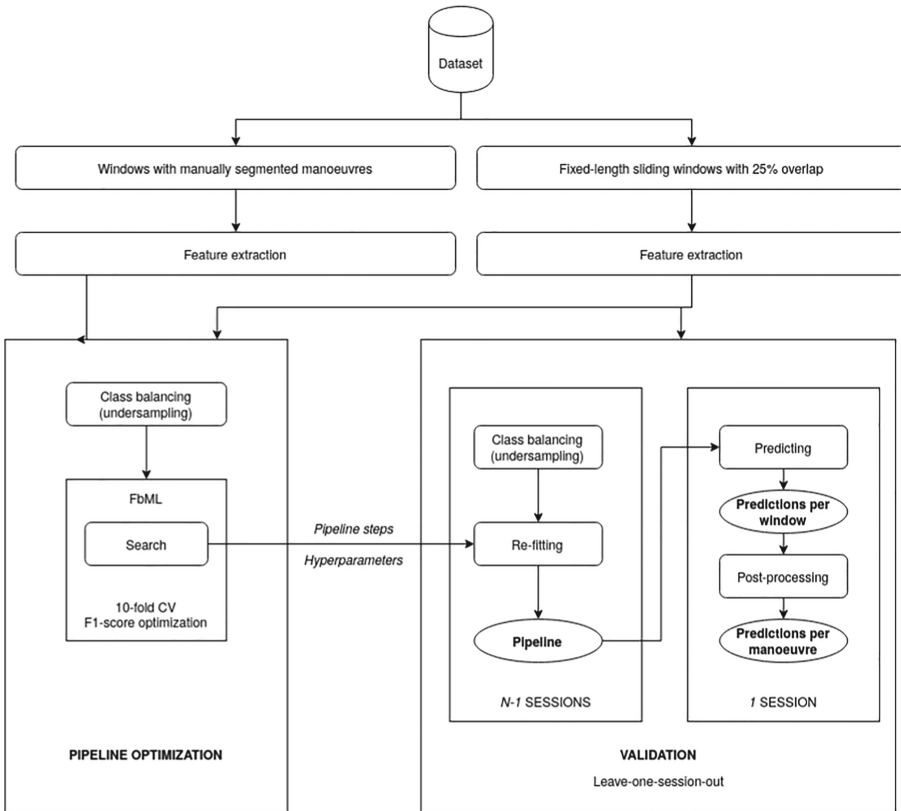 Dataset
Windows with manually segmented manoeuvres
Fixed-length sliding windows with 25% overlap
Feature extraction
Feature extraction
Class balancing
(undersampling)
FbML
Search
10-fold CV
F1-score optimization
PIPELINE OPTIMIZATION
Pipeline steps
Hyperparameters
Class balancing
(undersampling)
Re-fitting
Pipeline
N-1 SESSIONS
Predicting
Predictions per
window
Post-processing
Predictions per
manoeuvre
1 SESSION
VALIDATION
Leave-one-session-out